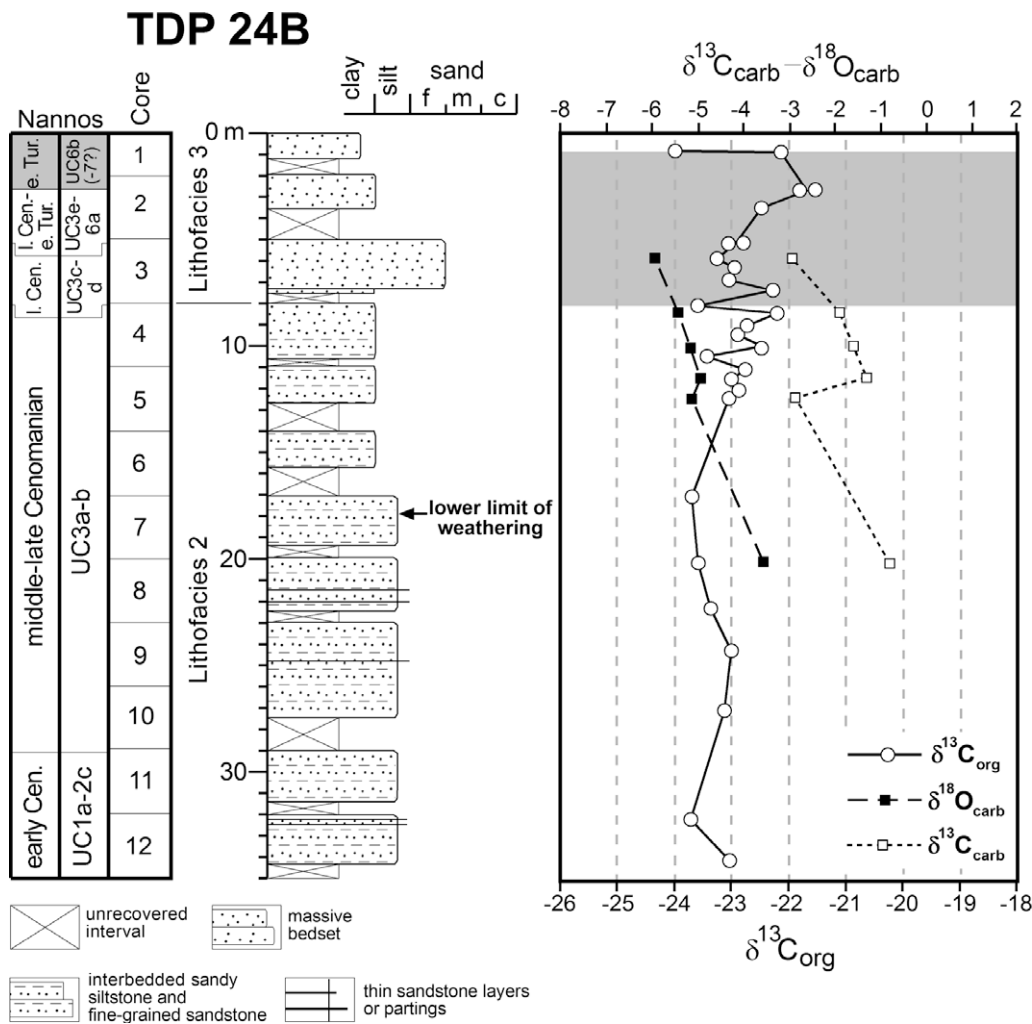 TDP 24B
Nannos
Core
clay
silt
sand
f
m
c
δ¹³Ccarb – δ¹⁸Ocarb
-8 -6 -5 -4 -3 -2 -1 0 1 2
e. Tur.
UC6b
(-7?)
l. Cen.-
e. Tur.
UC3e-
6a
l. Cen.
UC3c-
d
middle-late Cenomanian
UC3a-b
early Cen.
UC1a-2c
1
2
3
4
5
6
7
8
9
10
11
12
Lithofacies 3
Lithofacies 2
0 m
10
20
30
lower limit of
weathering
δ¹³Corg
δ¹⁸Ocarb
δ¹³Ccarb
-26 -25 -24 -23 -22 -21 -20 -19 -18
δ¹³Corg
unrecovered
interval
massive
bedset
interbedded sandy
siltstone and
fine-grained sandstone
thin sandstone layers
or partings